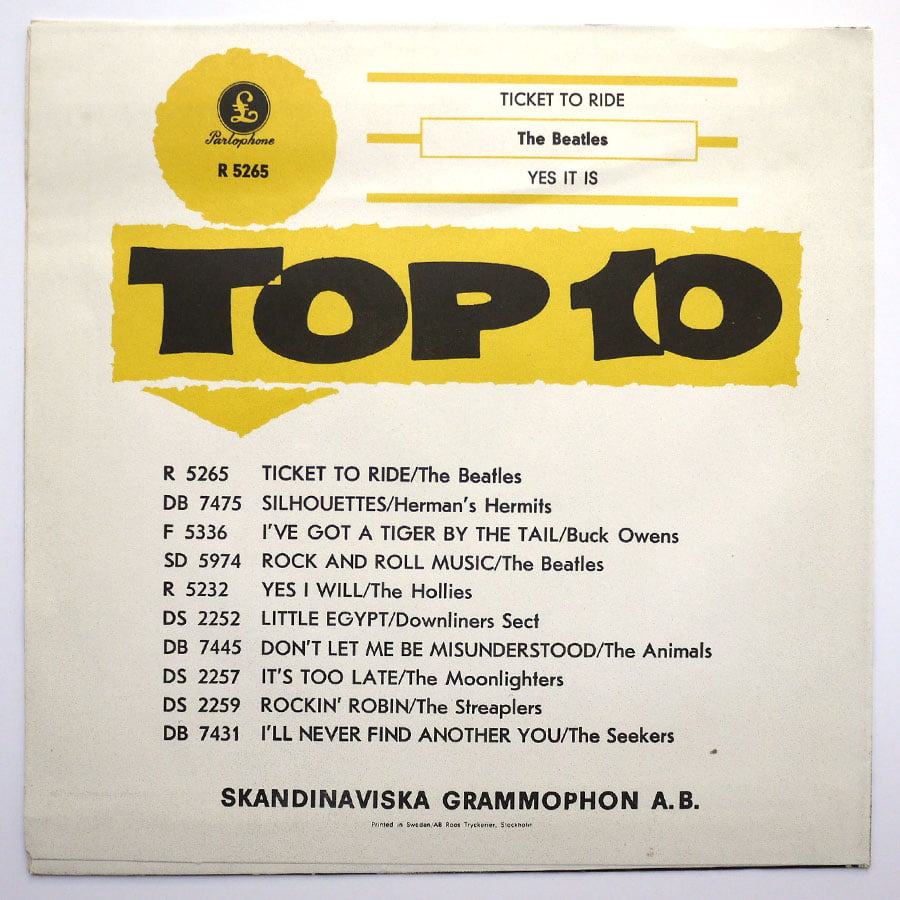 £
Parlophone
R 5265
TICKET TO RIDE
The Beatles
YES IT IS
TOP 10
R 5265 TICKET TO RIDE/The Beatles
DB 7475 SILHOUETTES/Herman's Hermits
F 5336 I'VE GOT A TIGER BY THE TAIL/Buck Owens
SD 5974 ROCK AND ROLL MUSIC/The Beatles
R 5232 YES I WILL/The Hollies
DS 2252 LITTLE EGYPT/Downliners Sect
DB 7445 DON'T LET ME BE MISUNDERSTOOD/The Animals
DS 2257 IT'S TOO LATE/The Moonlighters
DS 2259 ROCKIN' ROBIN/The Streaplers
DB 7431 I'LL NEVER FIND ANOTHER YOU/The Seekers
SKANDINAVISKA GRAMMOPHON A.B.
Printed in Sweden/AB Roos Tryckerier, Stockholm